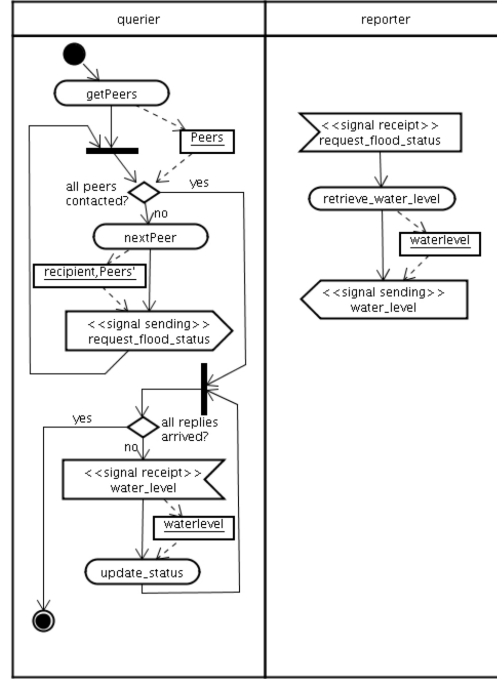 querier
reporter
getPeers
Peers
all peers
contacted?
yes
no
nextPeer
recipient,Peers'
<<signal sending>>
request_flood_status
yes
all replies
arrived?
no
<<signal receipt>>
water_level
waterlevel
update_status
<<signal receipt>>
request_flood_status
retrieve_water_level
waterlevel
<<signal sending>>
water_level